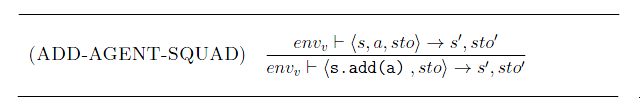 (ADD-AGENT-SQUAD) env_v ⊢ ⟨s, a, sto⟩ → s′, sto′
env_v ⊢ ⟨s.add(a) , sto⟩ → s′, sto′